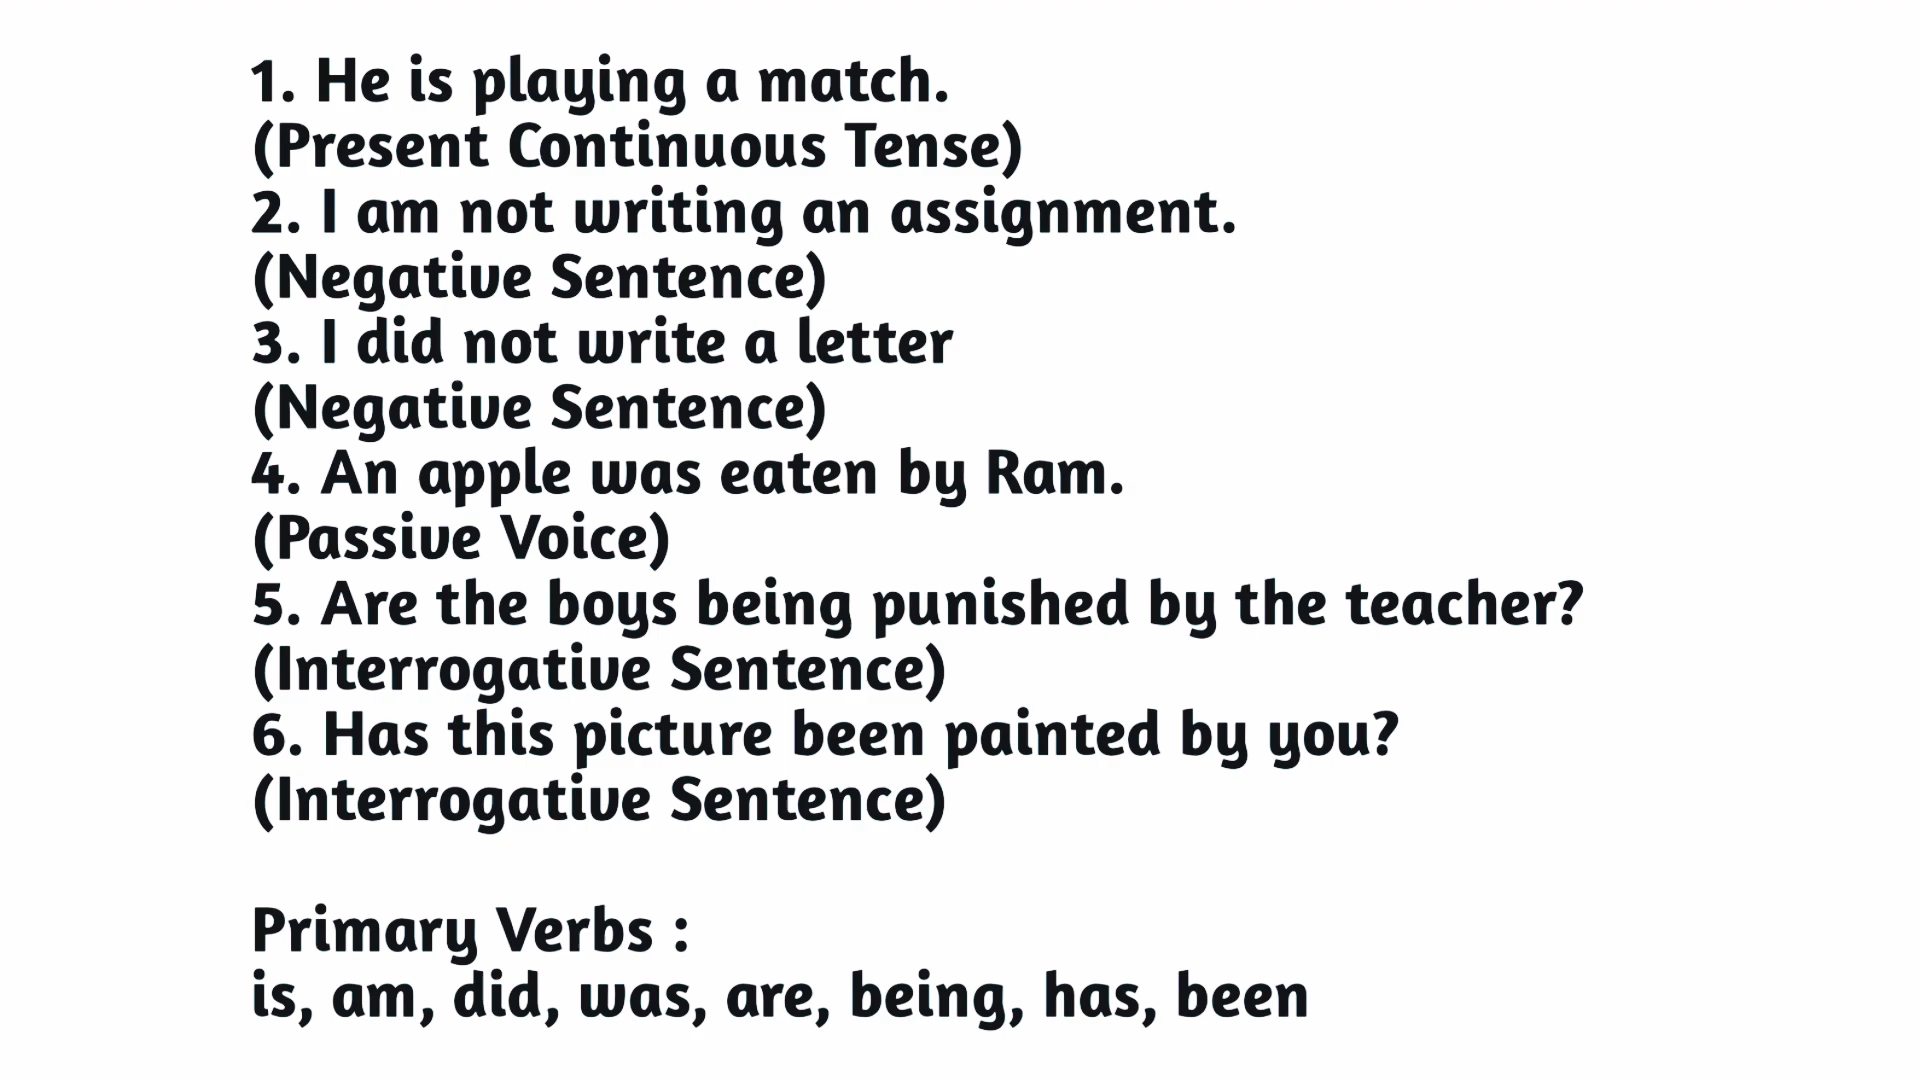 1. He is playing a match.
(Present Continuous Tense)
2. I am not writing an assignment.
(Negative Sentence)
3. I did not write a letter
(Negative Sentence)
4. An apple was eaten by Ram.
(Passive Voice)
5. Are the boys being punished by the teacher?
(Interrogative Sentence)
6. Has this picture been painted by you?
(Interrogative Sentence)
Primary Verbs :
is, am, did, was, are, being, has, been